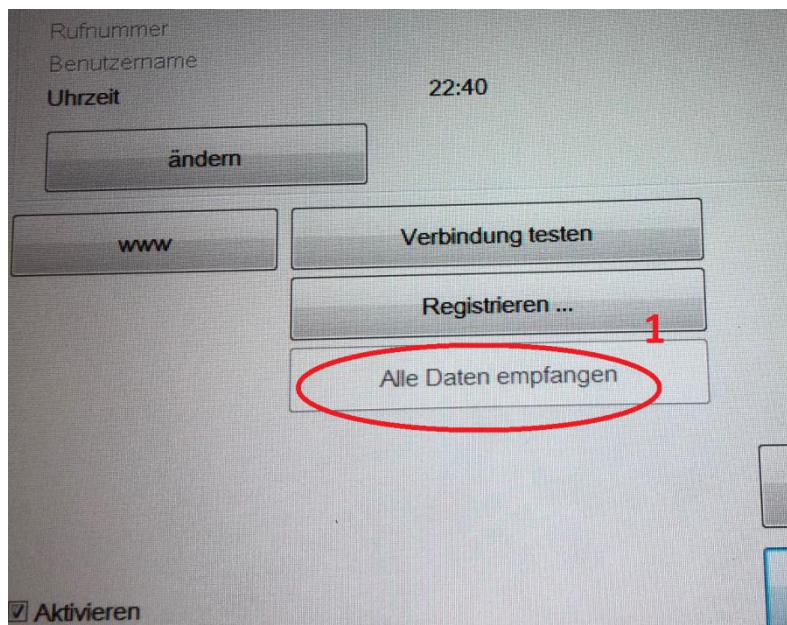 Rufnummer
Benutzername
Uhrzeit 22:40
ändern
www Verbindung testen
Registrieren ...
1
Alle Daten empfangen
Aktivieren